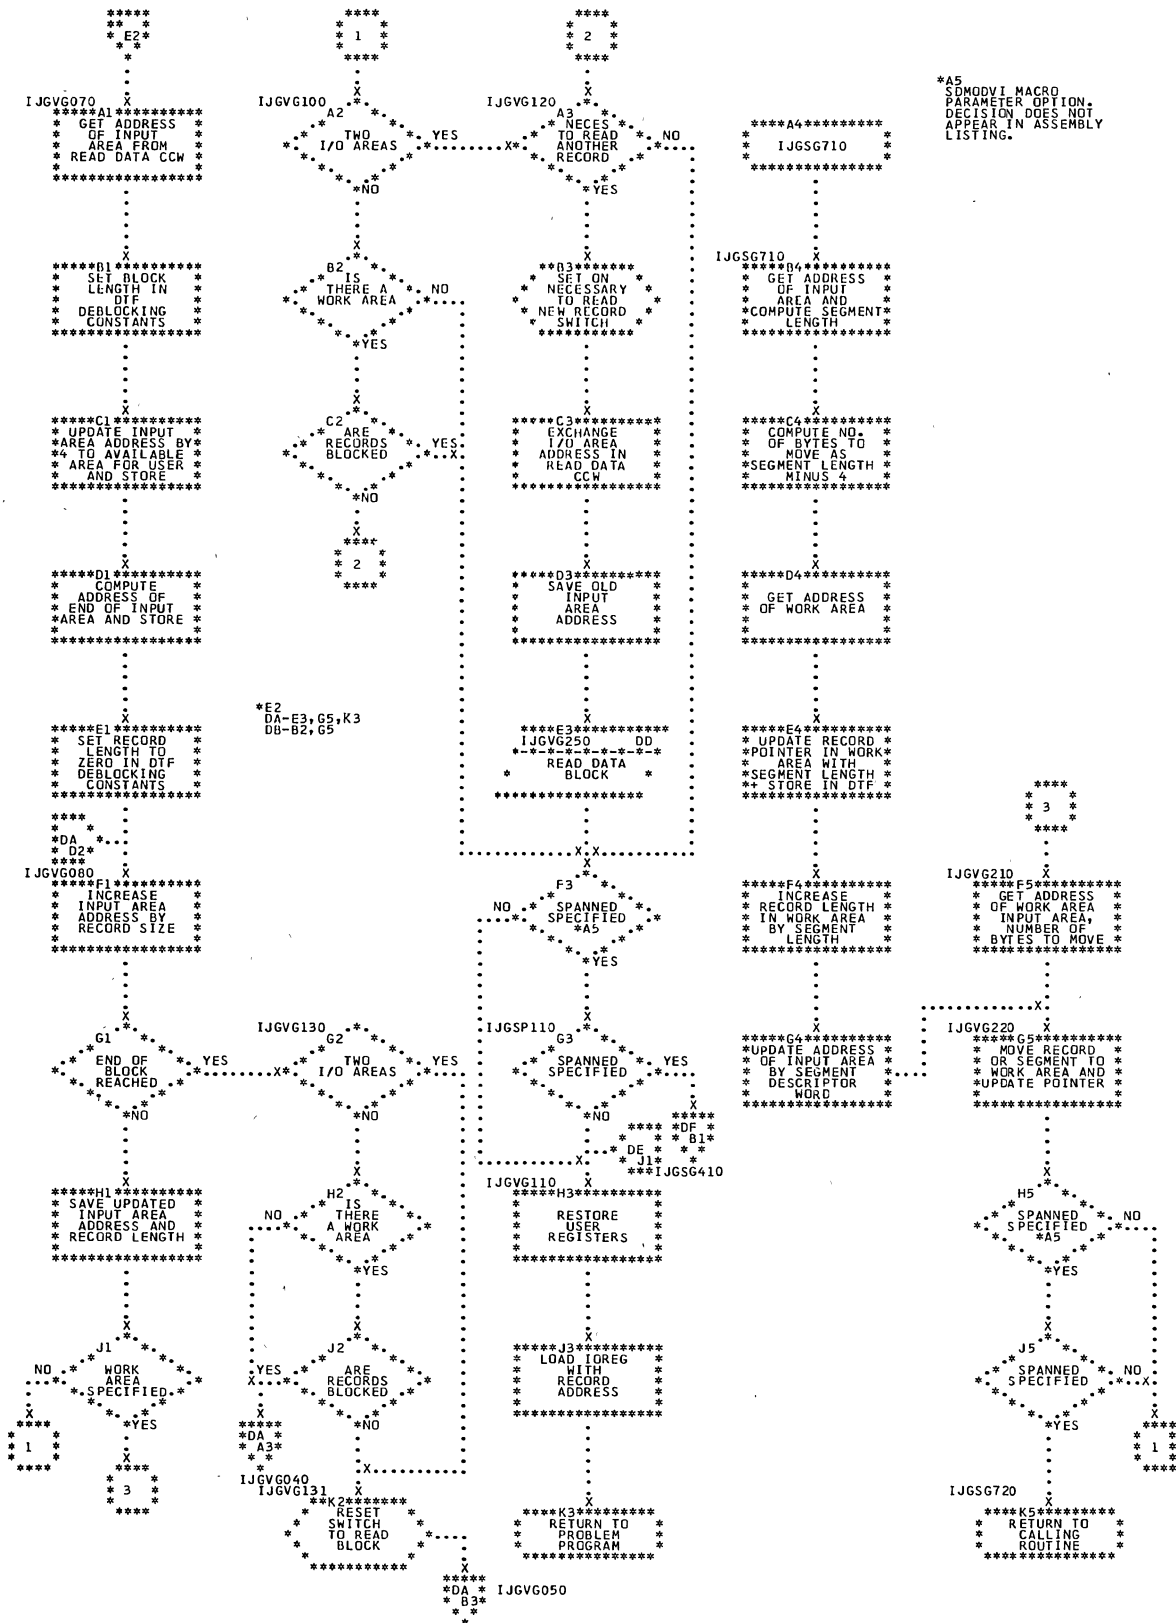 E2
IJGVG070
A1
GET ADDRESS
OF INPUT
AREA FROM
READ DATA CCW
B1
SET BLOCK
LENGTH IN
DTF
DEBLOCKING
CONSTANTS
C1
UPDATE INPUT
AREA ADDRESS BY
4 TO AVAILABLE
AREA FOR USER
AND STORE
D1
COMPUTE
ADDRESS OF
END OF INPUT
AREA AND STORE
E1
SET RECORD
LENGTH TO
ZERO IN DTF
DEBLOCKING
CONSTANTS
DA
D2
IJGVG080
F1
INCREASE
INPUT AREA
ADDRESS BY
RECORD SIZE
G1
END OF
BLOCK
REACHED
YES
NO
H1
SAVE UPDATED
INPUT AREA
ADDRESS AND
RECORD LENGTH
J1
WORK
AREA
SPECIFIED
NO
YES
1
3
1
IJGVG100
A2
TWO
I/O AREAS
YES
NO
B2
IS
THERE A
WORK AREA
NO
YES
C2
ARE
RECORDS
BLOCKED
YES
NO
2
*E2
DA-E3,G5,K3
DB-B2,G5
IJGVG130
G2
TWO
I/O AREAS
YES
NO
H2
IS
THERE
A WORK
AREA
NO
YES
J2
ARE
RECORDS
BLOCKED
YES
NO
DA
A3
IJGVG040
IJGVG131
K2
RESET
SWITCH
TO READ
BLOCK
DA
B3
IJGVG050
2
IJGVG120
A3
NECES
TO READ
ANOTHER
RECORD
NO
YES
B3
SET ON
NECESSARY
TO READ
NEW RECORD
SWITCH
C3
EXCHANGE
I/O AREA
ADDRESS IN
READ DATA
CCW
D3
SAVE OLD
INPUT
AREA
ADDRESS
E3
IJGVG250 DD
READ DATA
BLOCK
F3
SPANNED
SPECIFIED
*A5
NO
YES
IJGSP110
G3
SPANNED
SPECIFIED
YES
NO
DF
B1
IJGSG410
DE
J1
IJGVG110
H3
RESTORE
USER
REGISTERS
J3
LOAD IOREG
WITH
RECORD
ADDRESS
K3
RETURN TO
PROBLEM
PROGRAM
A4
IJGSG710
IJGSG710
B4
GET ADDRESS
OF INPUT
AREA AND
COMPUTE SEGMENT
LENGTH
C4
COMPUTE NO.
OF BYTES TO
MOVE AS
SEGMENT LENGTH
MINUS 4
D4
GET ADDRESS
OF WORK AREA
E4
UPDATE RECORD
POINTER IN WORK
AREA WITH
SEGMENT LENGTH
+ STORE IN DTF
F4
INCREASE
RECORD LENGTH
IN WORK AREA
BY SEGMENT
LENGTH
G4
UPDATE ADDRESS
OF INPUT AREA
BY SEGMENT
DESCRIPTOR
WORD
*A5
SDMODVI MACRO
PARAMETER OPTION.
DECISION DOES NOT
APPEAR IN ASSEMBLY
LISTING.
3
IJGVG210
F5
GET ADDRESS
OF WORK AREA
INPUT AREA,
NUMBER OF
BYTES TO MOVE
IJGVG220
G5
MOVE RECORD
OR SEGMENT TO
WORK AREA AND
UPDATE POINTER
H5
SPANNED
SPECIFIED
*A5
NO
YES
J5
SPANNED
SPECIFIED
NO
YES
1
IJGSG720
K5
RETURN TO
CALLING
ROUTINE